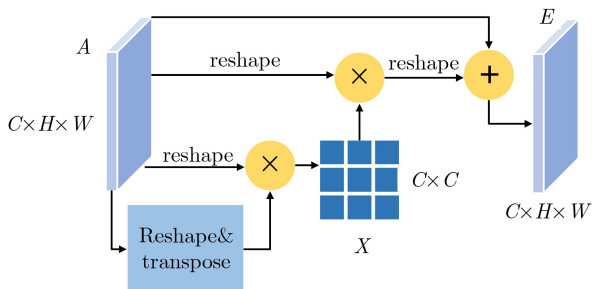 A
E
reshape
reshape
×
+
C×H×W
reshape
×
C×C
C×H×W
Reshape&
transpose
X